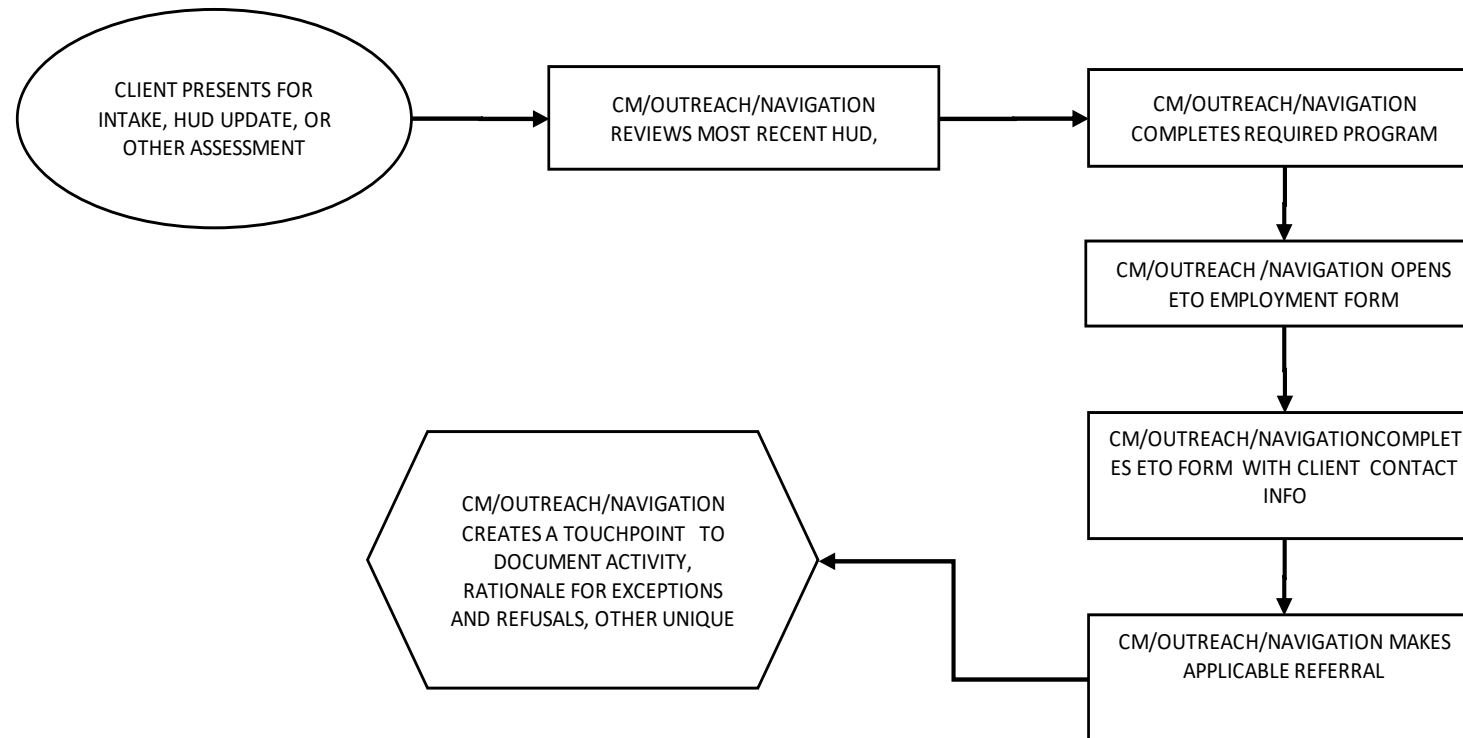 CLIENT PRESENTS FOR
INTAKE, HUD UPDATE, OR
OTHER ASSESSMENT
CM/OUTREACH/NAVIGATION
REVIEWS MOST RECENT HUD,
CM/OUTREACH/NAVIGATION
COMPLETES REQUIRED PROGRAM
CM/OUTREACH /NAVIGATION OPENS
ETO EMPLOYMENT FORM
CM/OUTREACH/NAVIGATIONCOMPLET
ES ETO FORM WITH CLIENT CONTACT
INFO
CM/OUTREACH/NAVIGATION MAKES
APPLICABLE REFERRAL
CM/OUTREACH/NAVIGATION
CREATES A TOUCHPOINT TO
DOCUMENT ACTIVITY,
RATIONALE FOR EXCEPTIONS
AND REFUSALS, OTHER UNIQUE